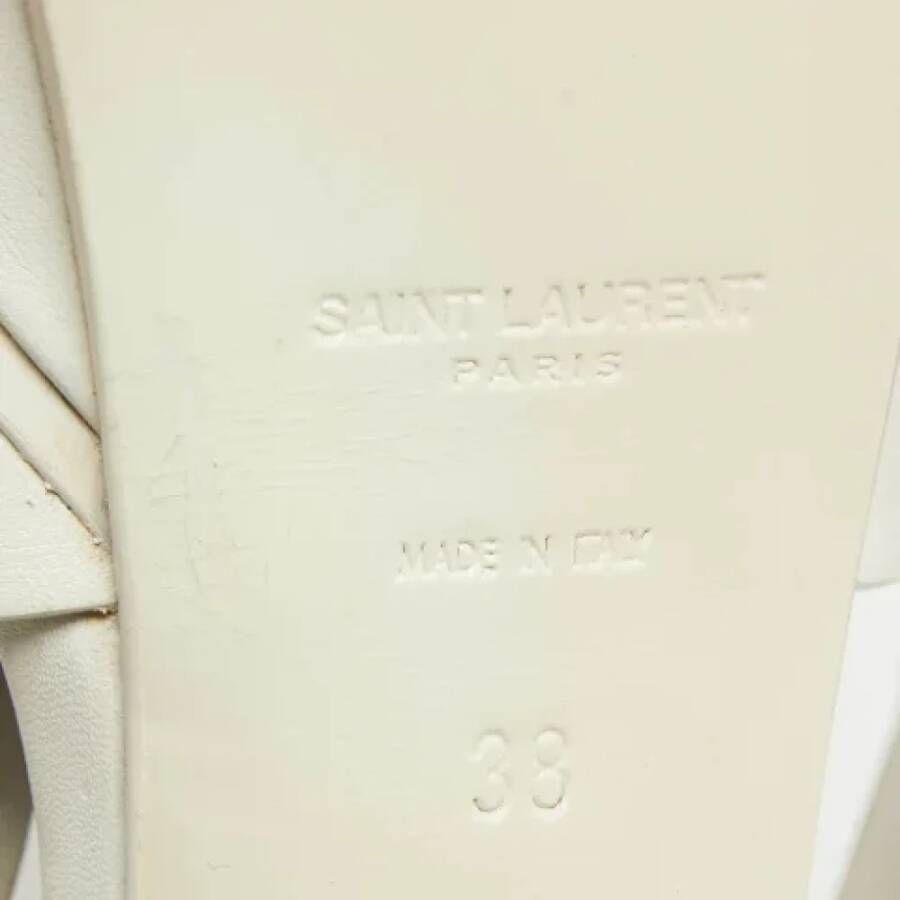 SAINT LAURENT
PARIS
MADE IN ITALY
38